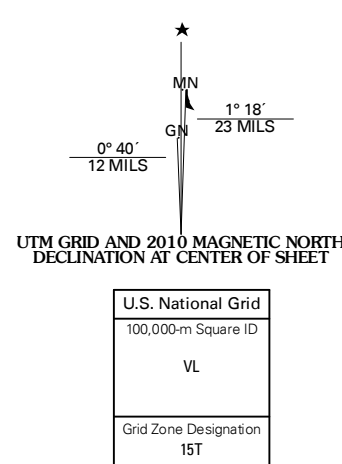 MN
1° 18´
23 MILS
GN
0° 40´
12 MILS
UTM GRID AND 2010 MAGNETIC NORTH
DECLINATION AT CENTER OF SHEET
U.S. National Grid
100,000-m Square ID
VL
Grid Zone Designation
15T